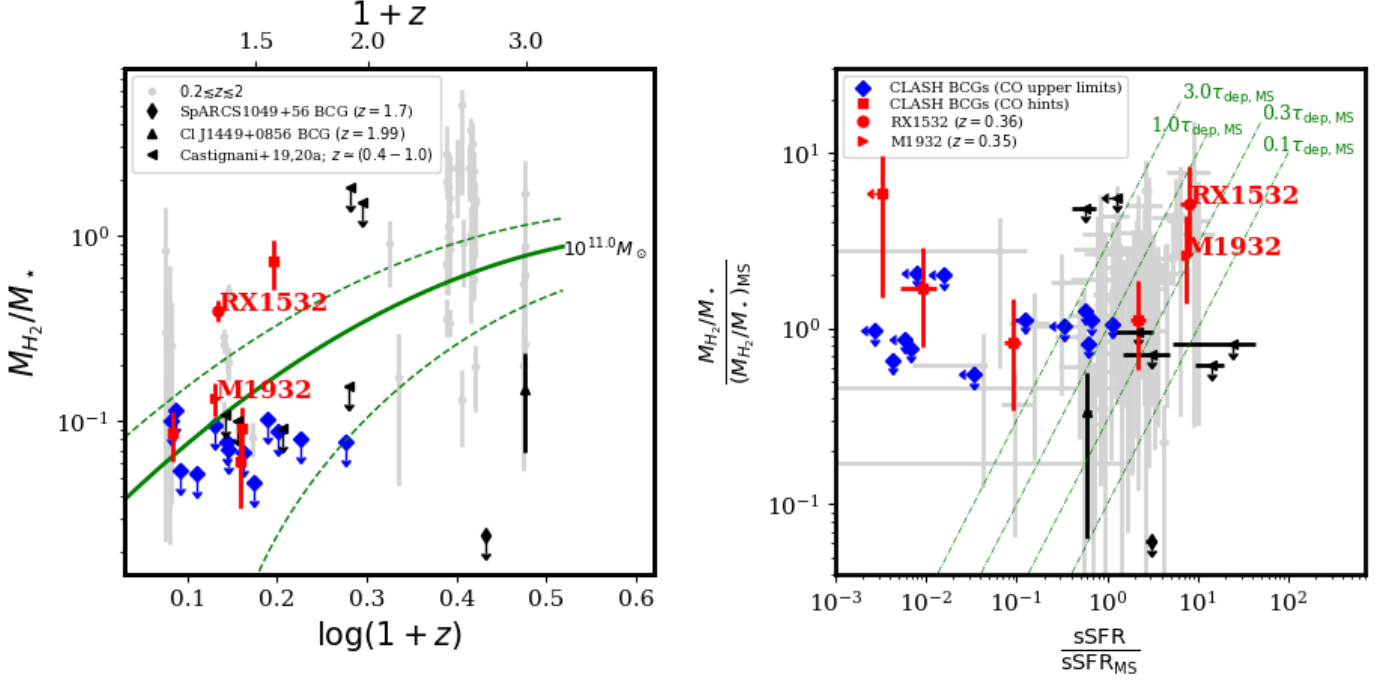 1 + z
1.5 2.0 3.0
0.2≲z≲2
SpARCS1049+56 BCG (z = 1.7)
Cl J1449+0856 BCG (z = 1.99)
Castignani+19,20a; z ≃ (0.4 − 1.0)
10^0
10^−1
M_H₂/M⋆
RX1532
M1932
10^11.0 M⊙
0.1 0.2 0.3 0.4 0.5 0.6
log(1 + z)
CLASH BCGs (CO upper limits)
CLASH BCGs (CO hints)
RX1532 (z = 0.36)
M1932 (z = 0.35)
3.0τdep, MS
0.3τdep, MS
1.0τdep, MS
0.1τdep, MS
10^1
10^0
10^−1
M_H₂/M⋆
(M_H₂/M⋆)MS
RX1532
M1932
10^−3 10^−2 10^−1 10^0 10^1 10^2
sSFR
sSFR_MS